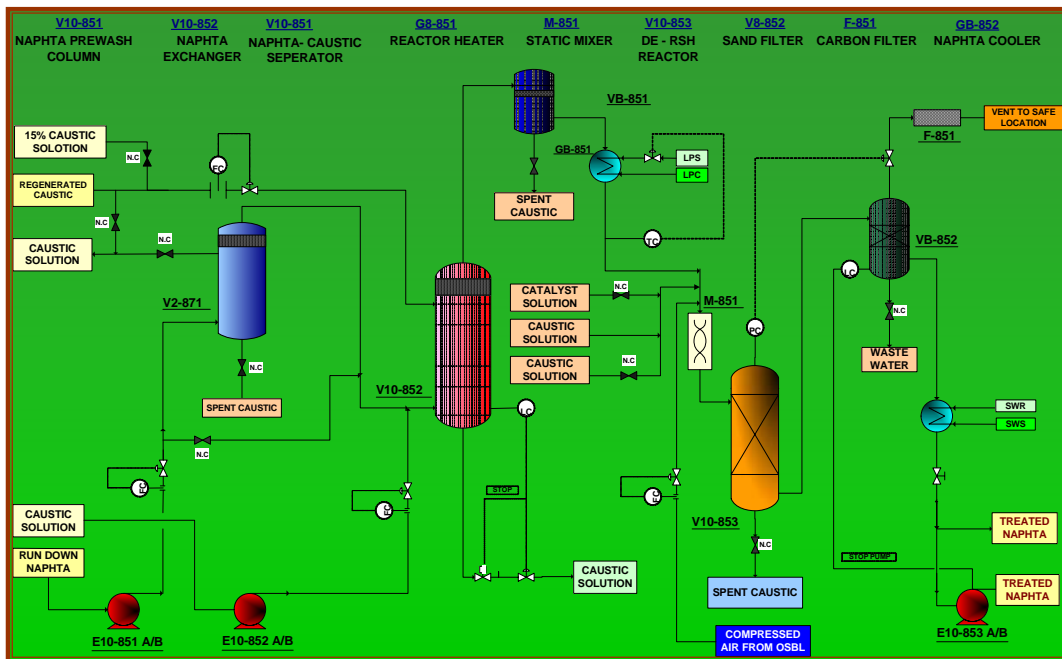 V10-851
NAPHTA PREWASH
COLUMN
V10-852
NAPHTA
EXCHANGER
V10-851
NAPHTA- CAUSTIC
SEPERATOR
G8-851
REACTOR HEATER
M-851
STATIC MIXER
V10-853
DE - RSH
REACTOR
V8-852
SAND FILTER
F-851
CARBON FILTER
GB-852
NAPHTA COOLER
15% CAUSTIC
SOLOTION
N.C
FC
REGENERATED
CAUSTIC
N.C
CAUSTIC
SOLUTION
N.C
V2-871
N.C
SPENT CAUSTIC
N.C
FC
CAUSTIC
SOLUTION
RUN DOWN
NAPHTA
E10-851 A/B
E10-852 A/B
FC
V10-852
LC
STOP
CAUSTIC
SOLUTION
VB-851
N.C
SPENT
CAUSTIC
GB-851
LPS
LPC
TC
CATALYST
SOLUTION
N.C
CAUSTIC
SOLUTION
CAUSTIC
SOLUTION
N.C
M-851
FC
PC
V10-853
N.C
SPENT CAUSTIC
COMPRESSED
AIR FROM OSBL
F-851
VENT TO SAFE
LOCATION
VB-852
LC
N.C
WASTE
WATER
SWR
SWS
TREATED
NAPHTA
STOP PUMP
TREATED
NAPHTA
E10-853 A/B